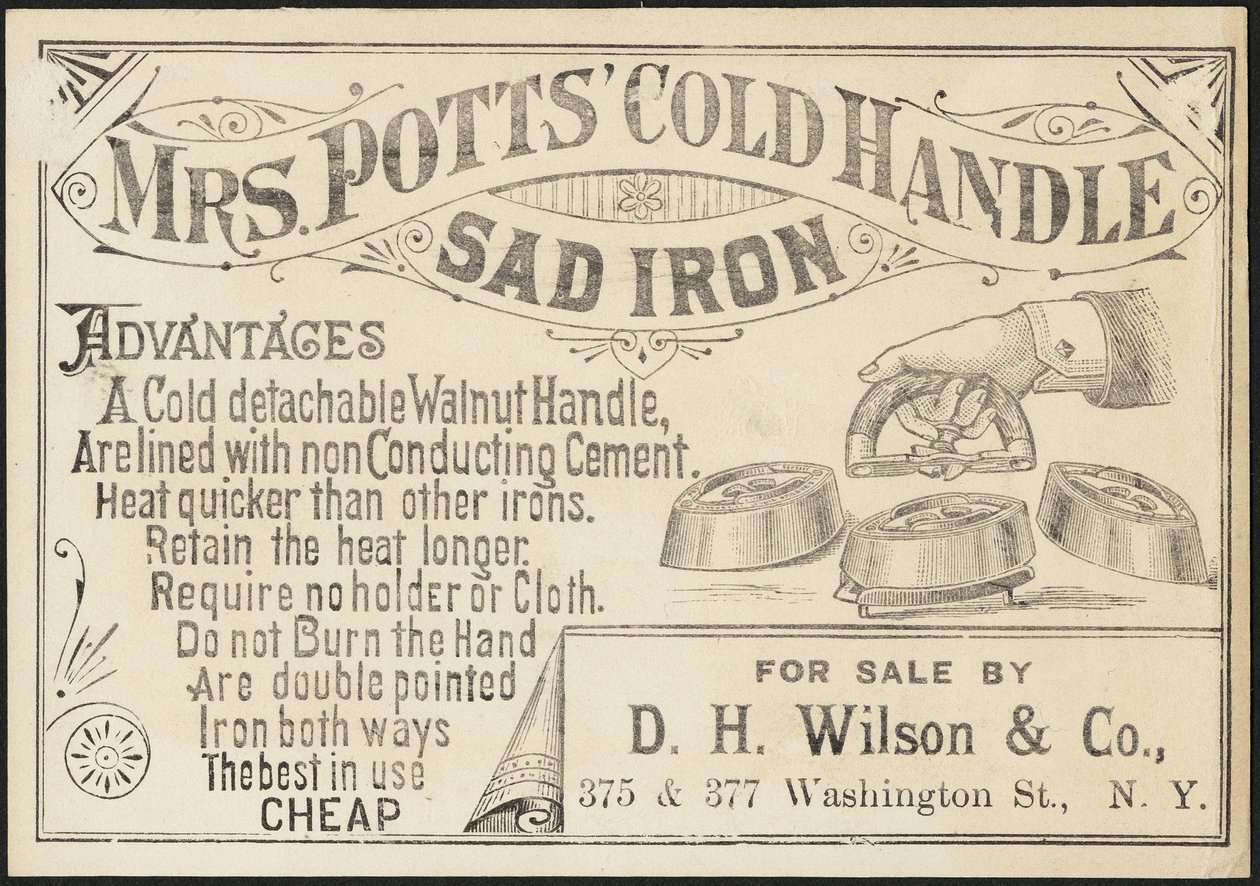 MRS. POTTS' COLD HANDLE
SAD IRON
ADVANTAGES
A Cold detachable Walnut Handle,
Are lined with non Conducting Cement.
Heat quicker than other irons.
Retain the heat longer.
Require no holdEr or Cloth.
Do not Burn the Hand
Are double pointed
Iron both ways
The best in use
CHEAP
FOR SALE BY
D. H. Wilson & Co.,
375 & 377 Washington St., N. Y.